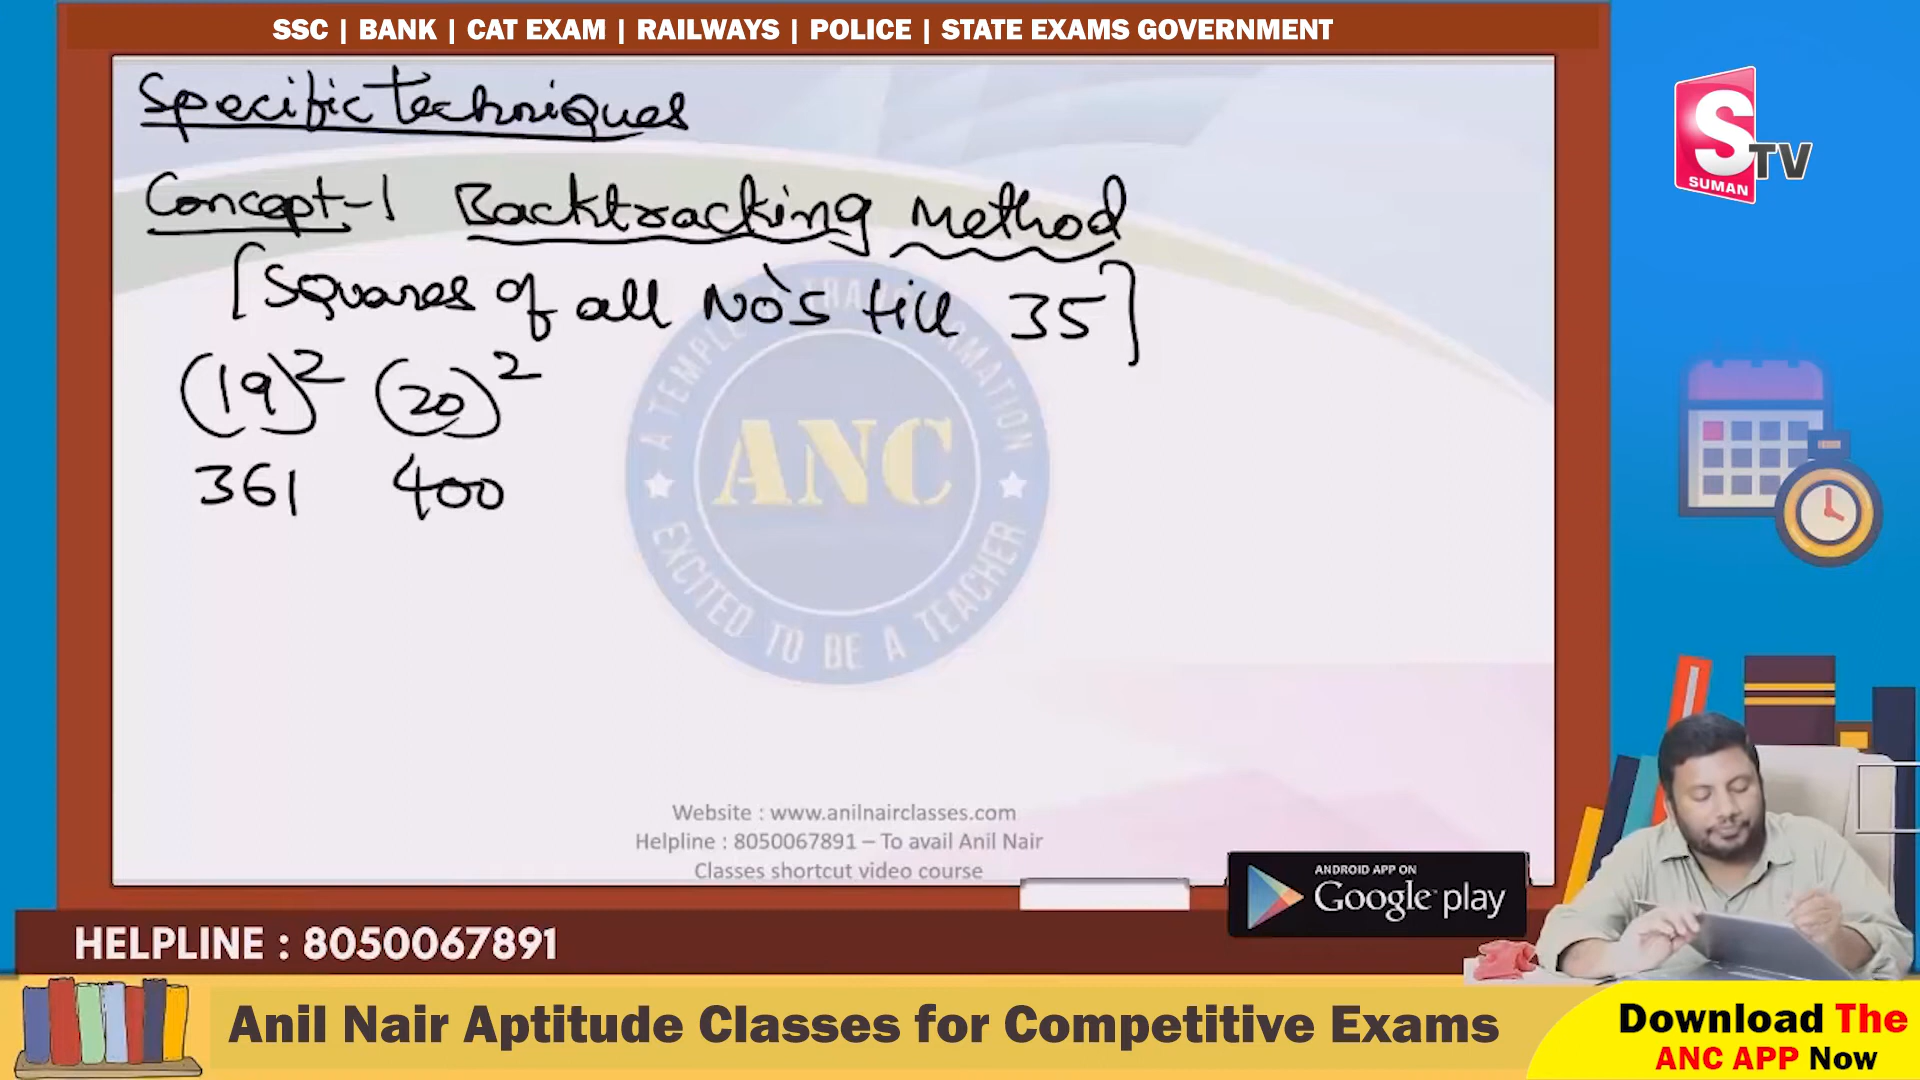 SSC | BANK | CAT EXAM | RAILWAYS | POLICE | STATE EXAMS GOVERNMENT
S TV
SUMAN
Specific Techniques
Concept-1 Backtracking Method
[Squares of all No's till 35]
(19)² (20)²
361 400
A TEMPLE OF TRANSFORMATION
ANC
EXCITED TO BE A TEACHER
Website : www.anilnairclasses.com
Helpline : 8050067891 – To avail Anil Nair
Classes shortcut video course
ANDROID APP ON
Google play
HELPLINE : 8050067891
Anil Nair Aptitude Classes for Competitive Exams
Download The
ANC APP Now